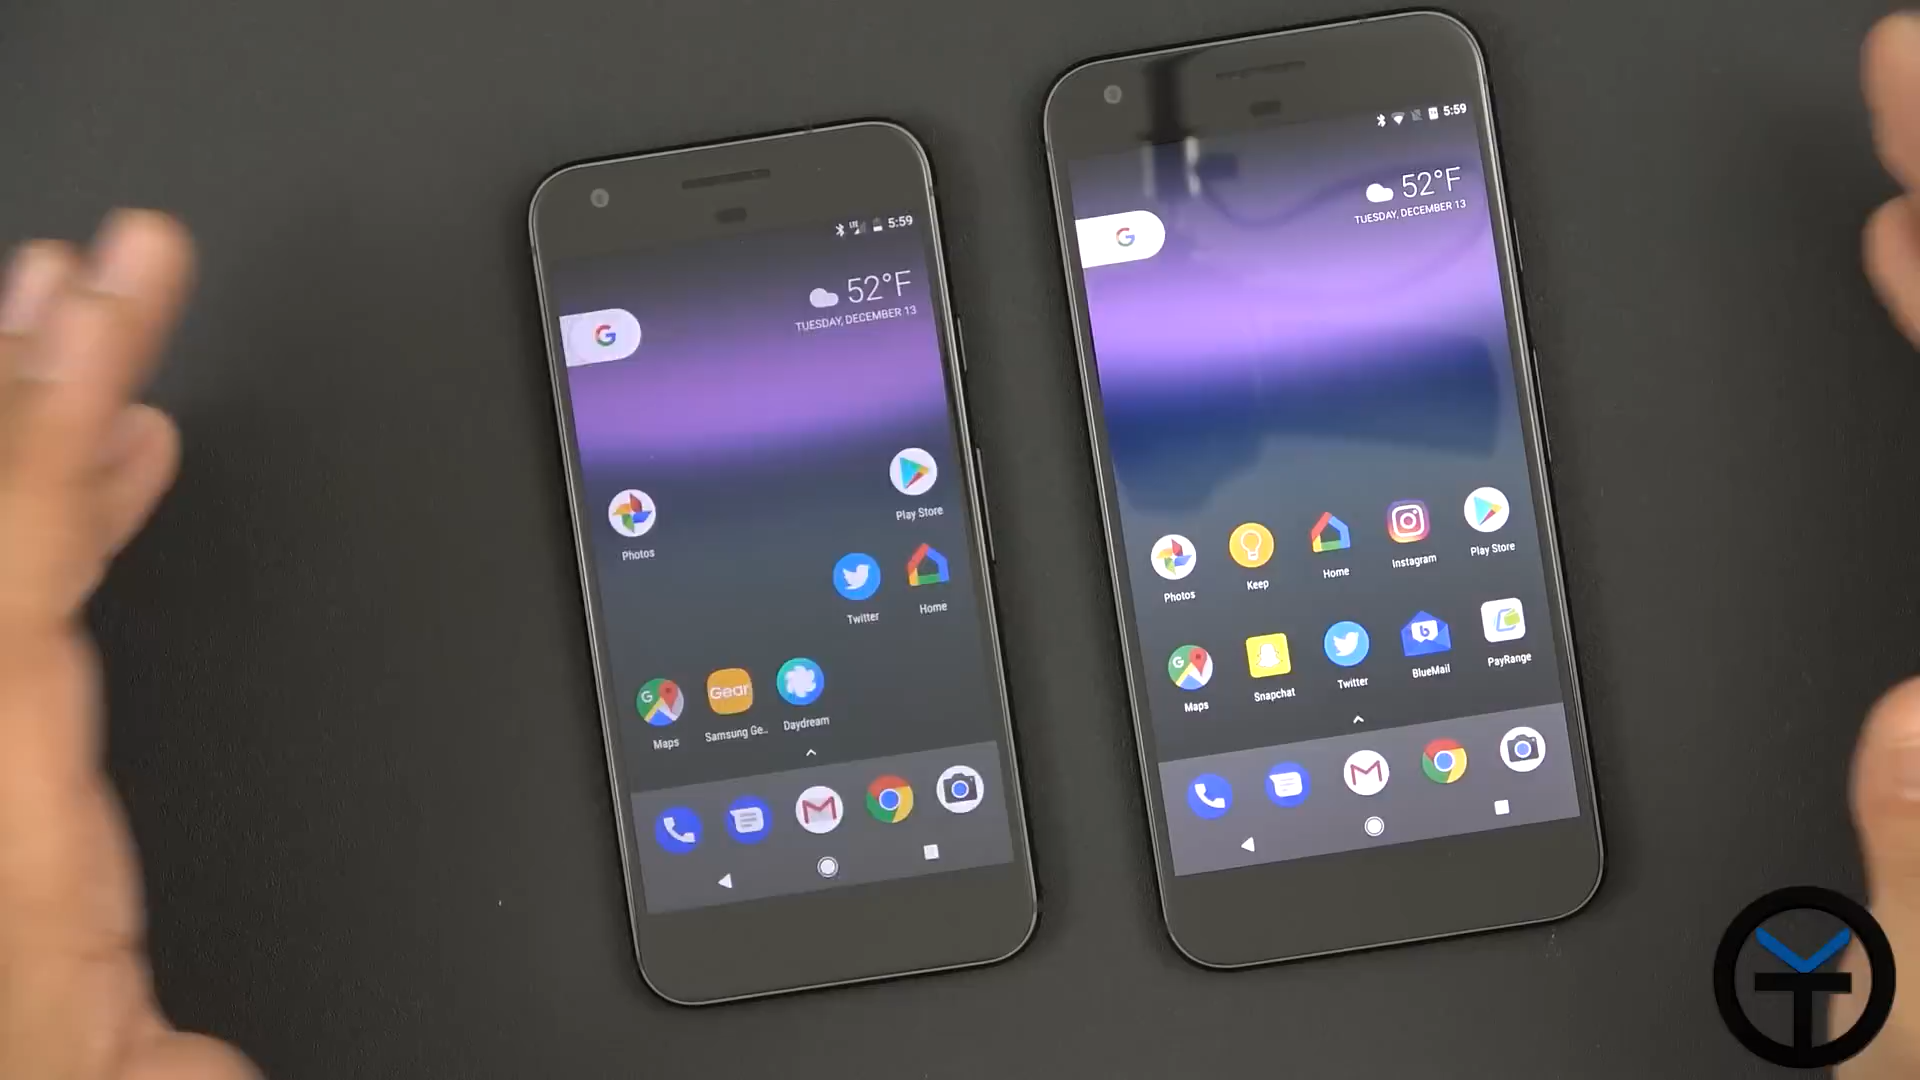 LTE 5:59
52°F
TUESDAY, DECEMBER 13
G
Play Store
Photos
Twitter
Home
Gear
Maps
Samsung Ge..
Daydream
5:59
52°F
TUESDAY, DECEMBER 13
G
Photos
Keep
Home
Instagram
Play Store
Maps
Snapchat
Twitter
BlueMail
PayRange